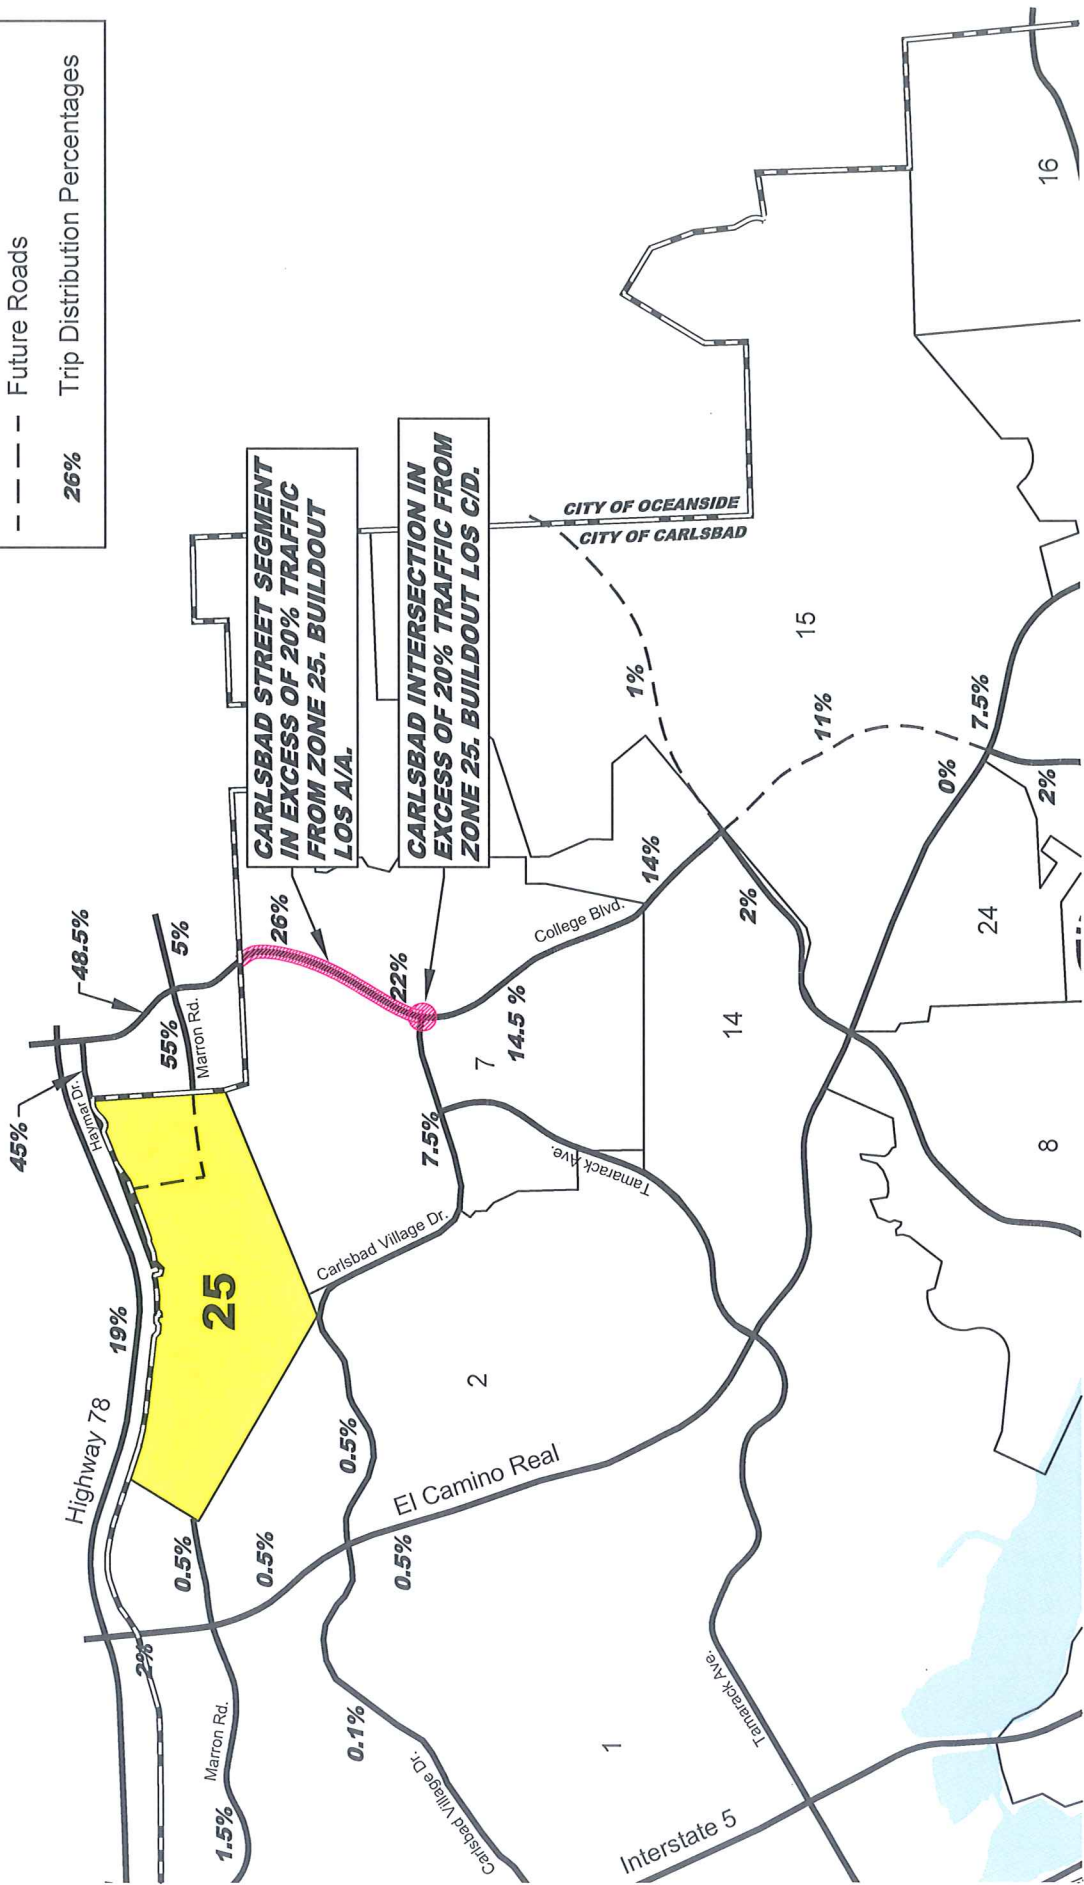 Future Roads
26% Trip Distribution Percentages
45%
48.5%
Haymar Dr.
55%
5%
Marron Rd.
Highway 78
19%
25
26%
CARLSBAD STREET SEGMENT
IN EXCESS OF 20% TRAFFIC
FROM ZONE 25. BUILDOUT
LOS A/A.
CARLSBAD INTERSECTION IN
EXCESS OF 20% TRAFFIC FROM
ZONE 25. BUILDOUT LOS C/D.
CITY OF OCEANSIDE
CITY OF CARLSBAD
22%
7.5%
7
14.5 %
College Blvd.
14%
1%
11%
15
16
Carlsbad Village Dr.
Tamarack Ave.
2%
0%
7.5%
2%
14
24
8
2%
0.5%
0.5%
0.5%
0.5%
El Camino Real
2
Marron Rd.
1.5%
0.1%
Carlsbad Village Dr.
1
Tamarack Ave.
Interstate 5